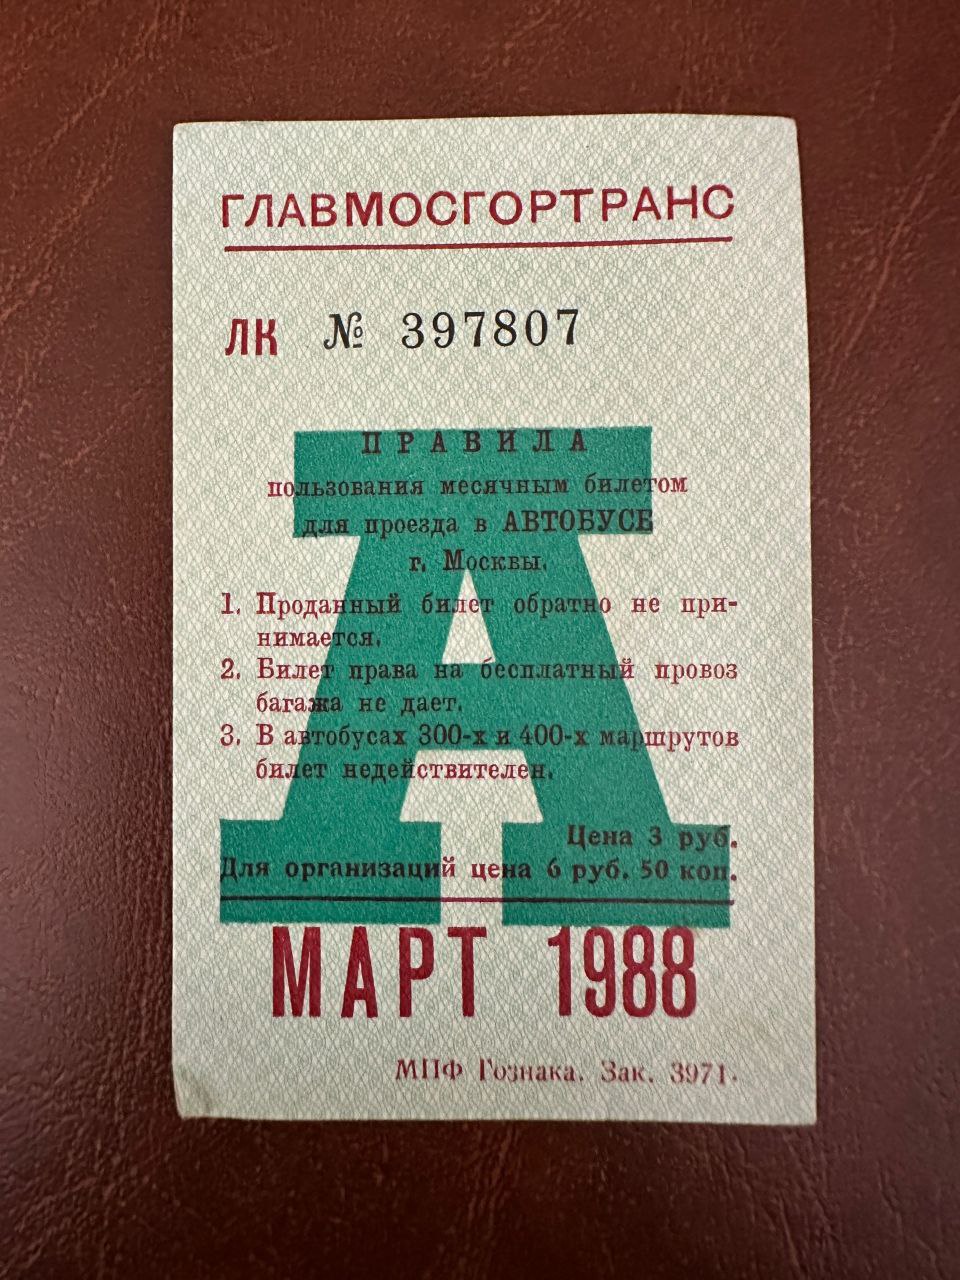 ГЛАВМОСГОРТРАНС
ЛК № 397807
ПРАВИЛА
пользования месячным билетом
для проезда в АВТОБУСЕ
г. Москвы.
1. Проданный билет обратно не при-
нимается.
2. Билет права на бесплатный провоз
багажа не дает.
3. В автобусах 300-х и 400-х маршрутов
билет недействителен.
Цена 3 руб.
Для организаций цена 6 руб. 50 коп.
А
МАРТ 1988
МПФ Гознака. Зак. 3971.